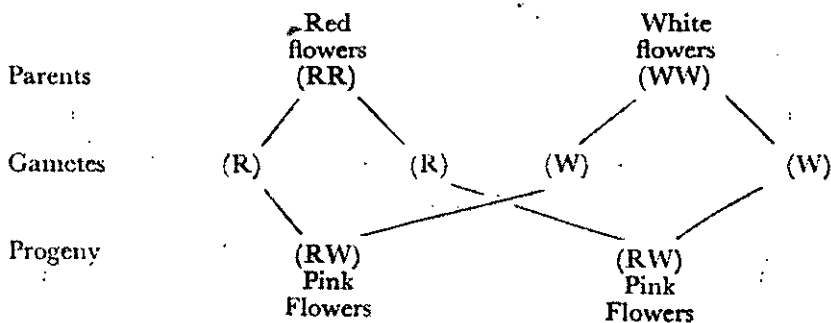 Red White
flowers flowers
Parents (RR) (WW)
Gametes (R) (R) (W) (W)
Progeny (RW) (RW)
Pink Pink
Flowers Flowers